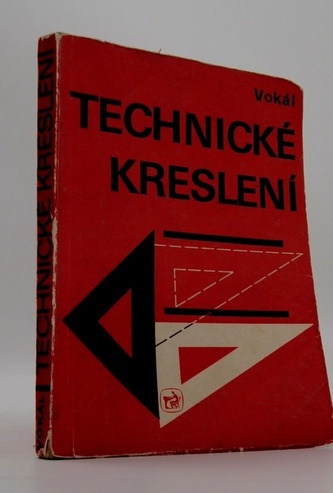 Vokál
TECHNICKÉ
KRESLENÍ
Vokál TECHNICKÉ KRESLENÍ